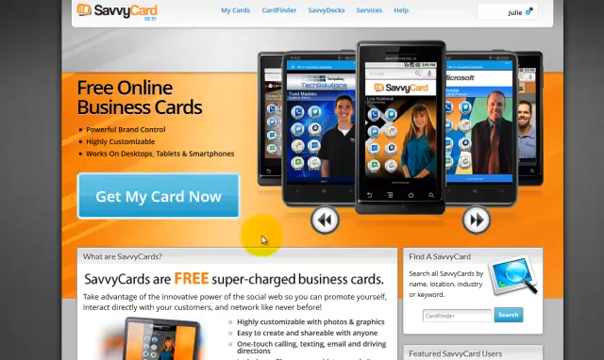 SavvyCard
BETA
My Cards CardFinder SavvyDecks Services Help
Julie
Free Online
Business Cards
Powerful Brand Control
Highly Customizable
Works On Desktops, Tablets & Smartphones
Get My Card Now
TechSolutions
Todd Maddox
SavvyCard
Microsoft
What are SavvyCards?
SavvyCards are FREE super-charged business cards.
Take advantage of the innovative power of the social web so you can promote yourself,
interact directly with your customers, and network like never before!
Highly customizable with photos & graphics
Easy to create and shareable with anyone
One-touch calling, texting, email and driving
directions
Find A SavvyCard
Search all SavvyCards by
name, location, industry
or keyword.
CardFinder
Search
Featured SavvyCard Users